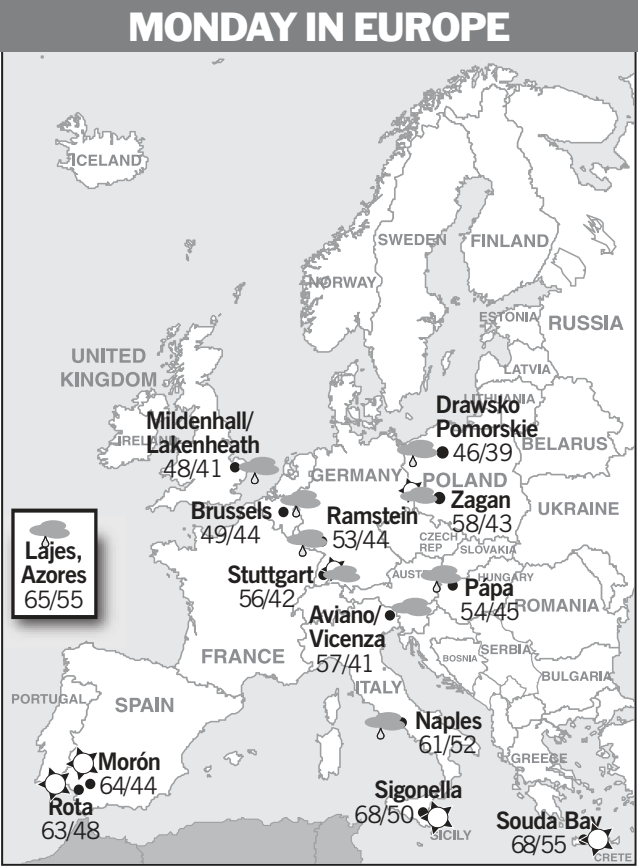 MONDAY IN EUROPE
ICELAND
SWEDEN
FINLAND
NORWAY
ESTONIA
RUSSIA
UNITED
KINGDOM
LATVIA
LITHUANIA
Drawsko
Pomorskie
46/39
Mildenhall/
Lakenheath
48/41
IRELAND
BELARUS
GERMANY
POLAND
Zagan
58/43
Brussels
49/44
Ramstein
53/44
UKRAINE
CZECH
REP
SLOVAKIA
Lajes,
Azores
65/55
Stuttgart
56/42
AUST
HUNGARY
Pápa
54/45
ROMANIA
Aviano/
Vicenza
57/41
FRANCE
BOSNIA
SERBIA
BULGARIA
ITALY
PORTUGAL
SPAIN
Naples
61/52
Morón
64/44
GREECE
Rota
63/48
Sigonella
68/50
SICILY
Souda Bay
68/55
CRETE